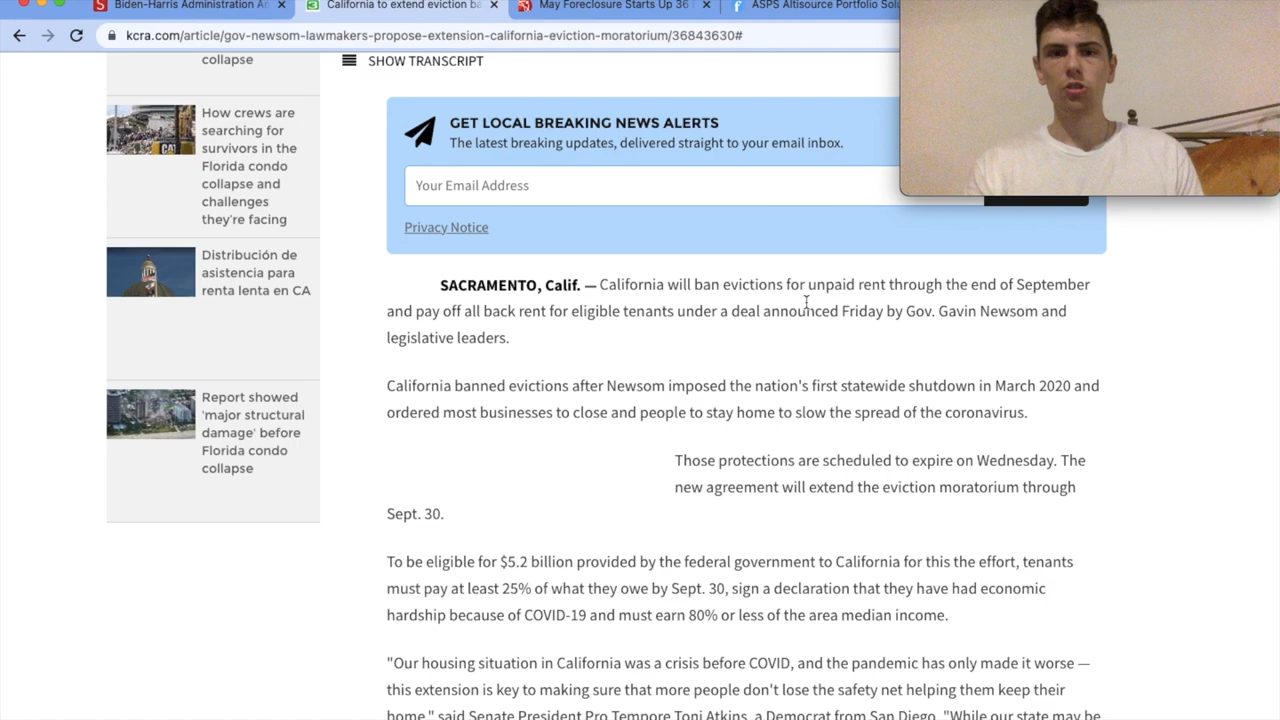 Biden-Harris Administration An
California to extend eviction ba
May Foreclosure Starts Up 36
ASPS Altisource Portfolio Solu
kcra.com/article/gov-newsom-lawmakers-propose-extension-california-eviction-moratorium/36843630#
collapse
SHOW TRANSCRIPT
How crews are
searching for
survivors in the
Florida condo
collapse and
challenges
they're facing
Distribución de
asistencia para
renta lenta en CA
Report showed
'major structural
damage' before
Florida condo
collapse
GET LOCAL BREAKING NEWS ALERTS
The latest breaking updates, delivered straight to your email inbox.
Your Email Address
Privacy Notice
SACRAMENTO, Calif. — California will ban evictions for unpaid rent through the end of September
and pay off all back rent for eligible tenants under a deal announced Friday by Gov. Gavin Newsom and
legislative leaders.
California banned evictions after Newsom imposed the nation's first statewide shutdown in March 2020 and
ordered most businesses to close and people to stay home to slow the spread of the coronavirus.
Those protections are scheduled to expire on Wednesday. The
new agreement will extend the eviction moratorium through
Sept. 30.
To be eligible for $5.2 billion provided by the federal government to California for this the effort, tenants
must pay at least 25% of what they owe by Sept. 30, sign a declaration that they have had economic
hardship because of COVID-19 and must earn 80% or less of the area median income.
"Our housing situation in California was a crisis before COVID, and the pandemic has only made it worse —
this extension is key to making sure that more people don't lose the safety net helping them keep their
home," said Senate President Pro Tempore Toni Atkins, a Democrat from San Diego. "While our state may be